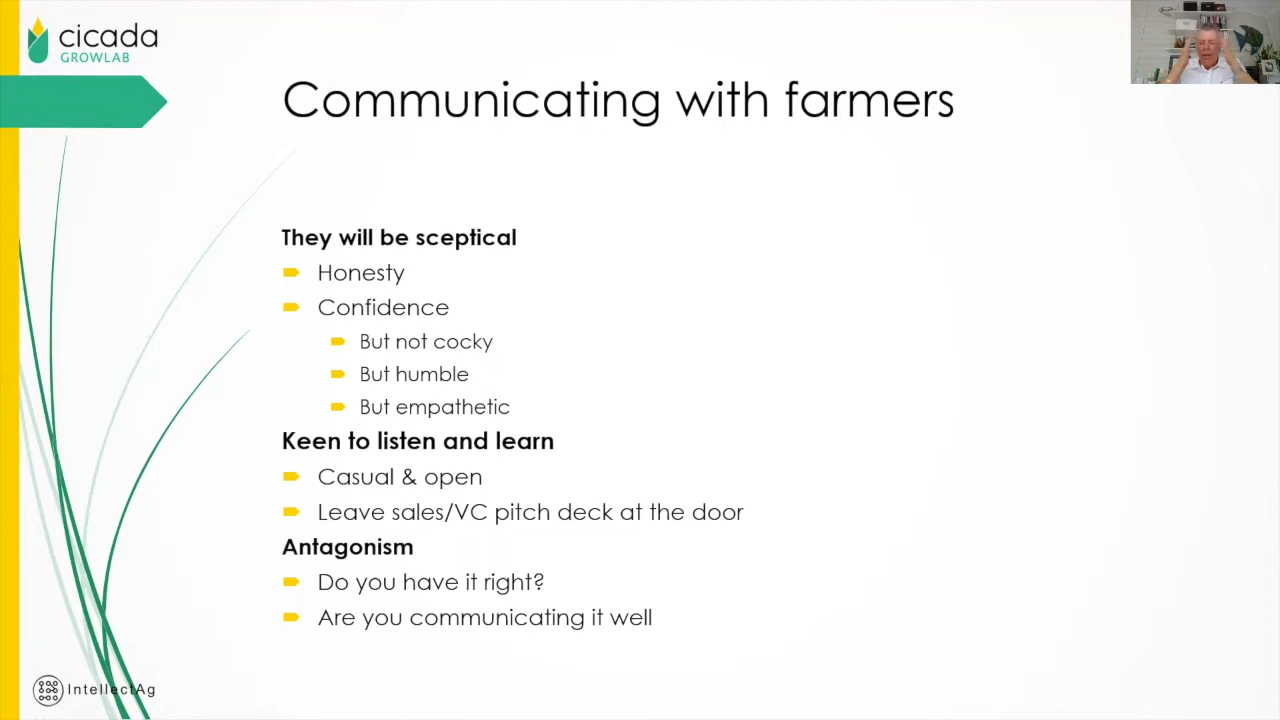 cicada
GROWLAB
Communicating with farmers
They will be sceptical
Honesty
Confidence
But not cocky
But humble
But empathetic
Keen to listen and learn
Casual & open
Leave sales/VC pitch deck at the door
Antagonism
Do you have it right?
Are you communicating it well
IntellectAg